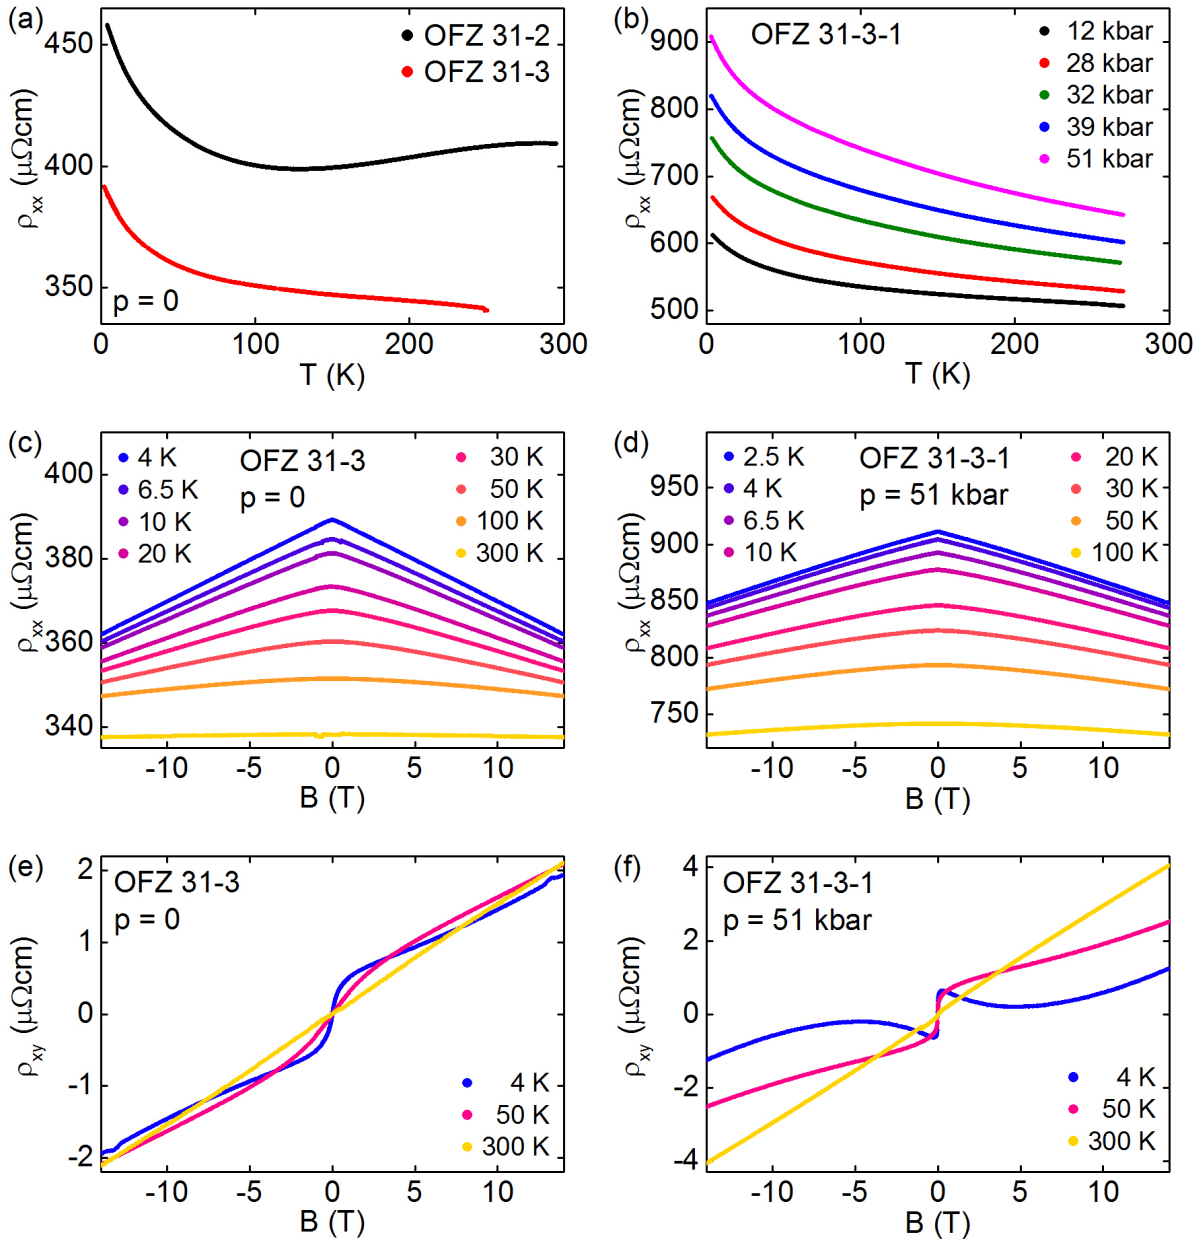 (a)
OFZ 31-2
OFZ 31-3
p = 0
450
400
350
ρxx (μΩcm)
0 100 200 300
T (K)
(b)
OFZ 31-3-1
12 kbar
28 kbar
32 kbar
39 kbar
51 kbar
900
800
700
600
500
ρxx (μΩcm)
0 100 200 300
T (K)
(c)
4 K
6.5 K
10 K
20 K
OFZ 31-3
p = 0
30 K
50 K
100 K
300 K
400
380
360
340
ρxx (μΩcm)
-10 -5 0 5 10
B (T)
(d)
2.5 K
4 K
6.5 K
10 K
OFZ 31-3-1
p = 51 kbar
20 K
30 K
50 K
100 K
950
900
850
800
750
ρxx (μΩcm)
-10 -5 0 5 10
B (T)
(e)
OFZ 31-3
p = 0
4 K
50 K
300 K
2
1
0
-1
-2
ρxy (μΩcm)
-10 -5 0 5 10
B (T)
(f)
OFZ 31-3-1
p = 51 kbar
4 K
50 K
300 K
4
2
0
-2
-4
ρxy (μΩcm)
-10 -5 0 5 10
B (T)